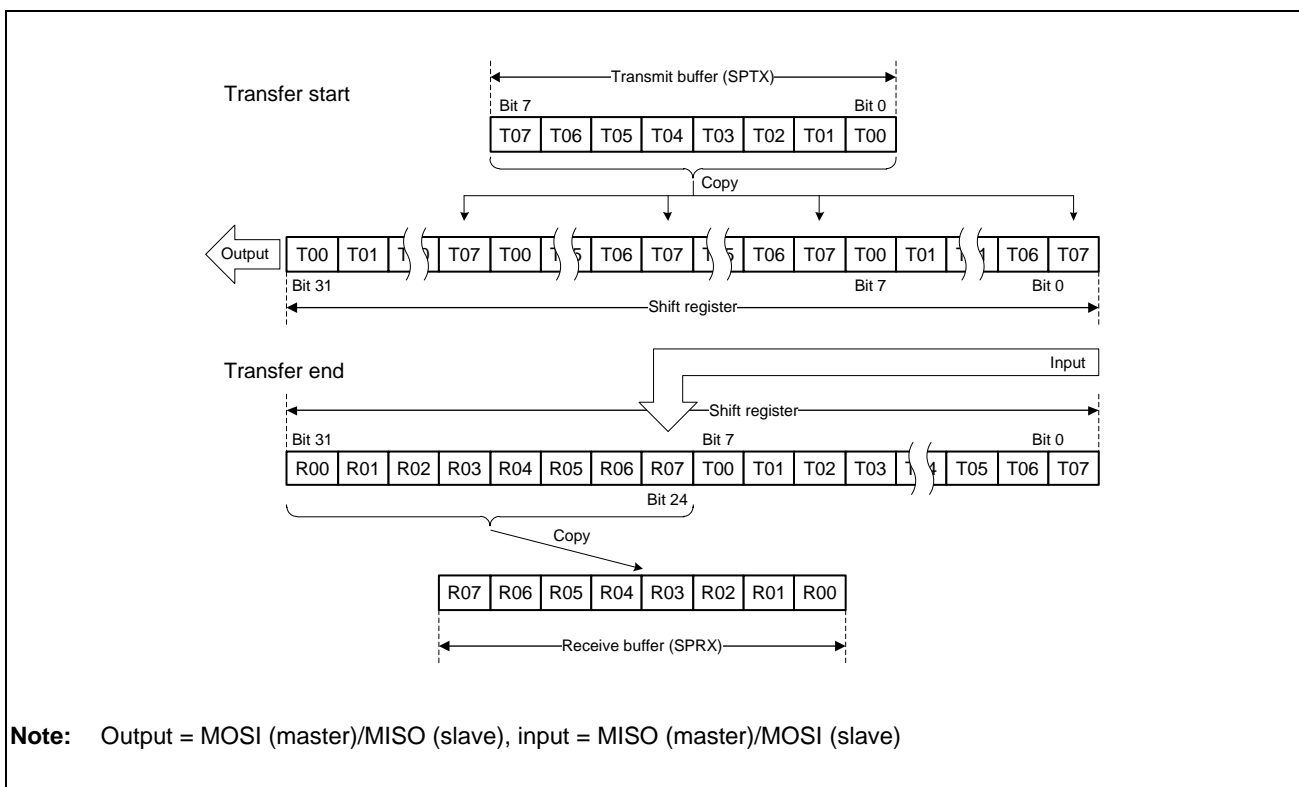 Transfer start
Transmit buffer (SPTX)
Bit 7 Bit 0
T07 T06 T05 T04 T03 T02 T01 T00
Copy
Output
T00 T01 T07 T00 T06 T07 T06 T07 T00 T01 T06 T07
Bit 31 Bit 7 Bit 0
Shift register
Transfer end
Input
Shift register
Bit 31 Bit 7 Bit 0
R00 R01 R02 R03 R04 R05 R06 R07 T00 T01 T02 T03 T05 T06 T07
Bit 24
Copy
R07 R06 R05 R04 R03 R02 R01 R00
Receive buffer (SPRX)
Note: Output = MOSI (master)/MISO (slave), input = MISO (master)/MOSI (slave)